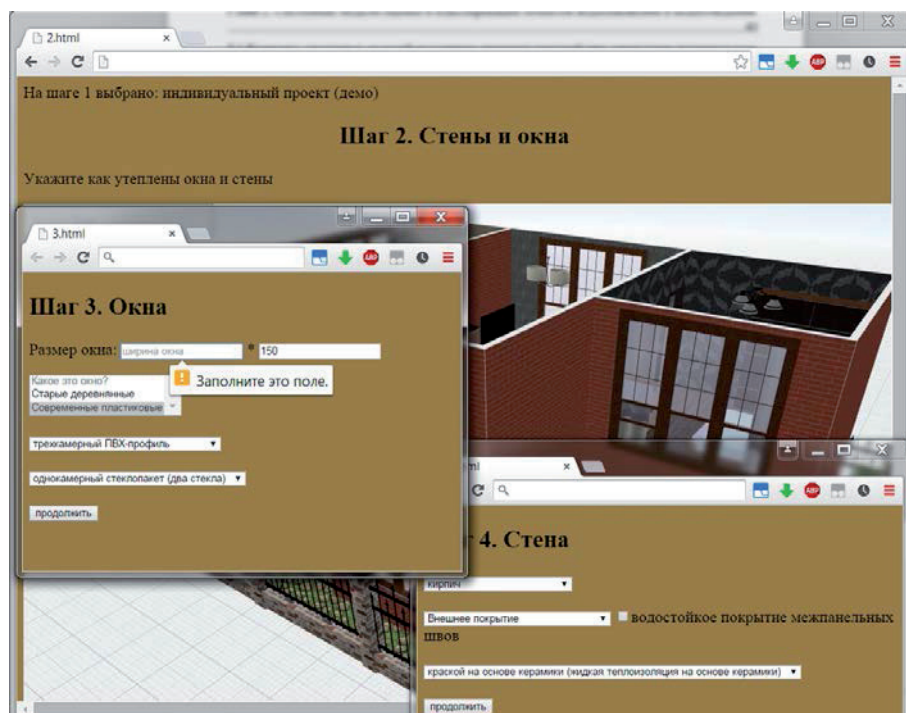 2.html
На шаге 1 выбрано: индивидуальный проект (демо)
Шаг 2. Стены и окна
Укажите как утеплены окна и стены
3.html
Шаг 3. Окна
Размер окна: ширина окна * 150
Заполните это поле.
Какое это окно?
Старые деревянные
Современные пластиковые
трехкамерный ПВХ-профиль
однокамерный стеклопакет (два стекла)
продолжить
4. Стена
кирпич
Внешнее покрытие водостойкое покрытие межпанельных
швов
краской на основе керамики (жидкая теплоизоляция на основе керамики)
продолжить